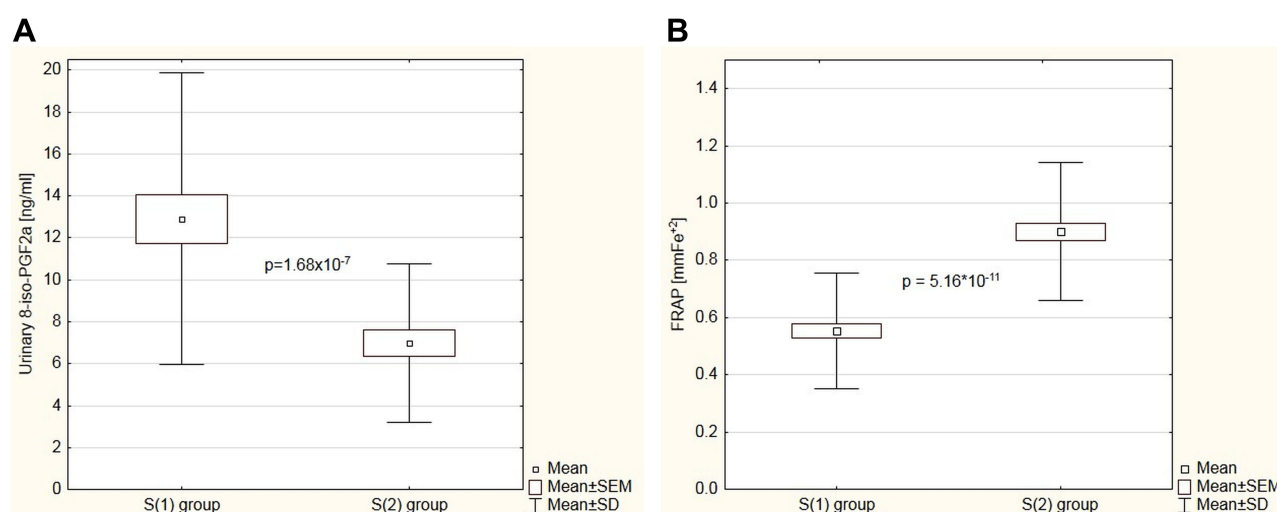 A
Urinary 8-iso-PGF2a [ng/ml]
20
18
16
14
12
10
8
6
4
2
0
p=1.68x10⁻⁷
S(1) group
S(2) group
Mean
Mean±SEM
Mean±SD
B
FRAP [mmFe⁺²]
1.4
1.2
1.0
0.8
0.6
0.4
0.2
0.0
p = 5.16*10⁻¹¹
S(1) group
S(2) group
Mean
Mean±SEM
Mean±SD